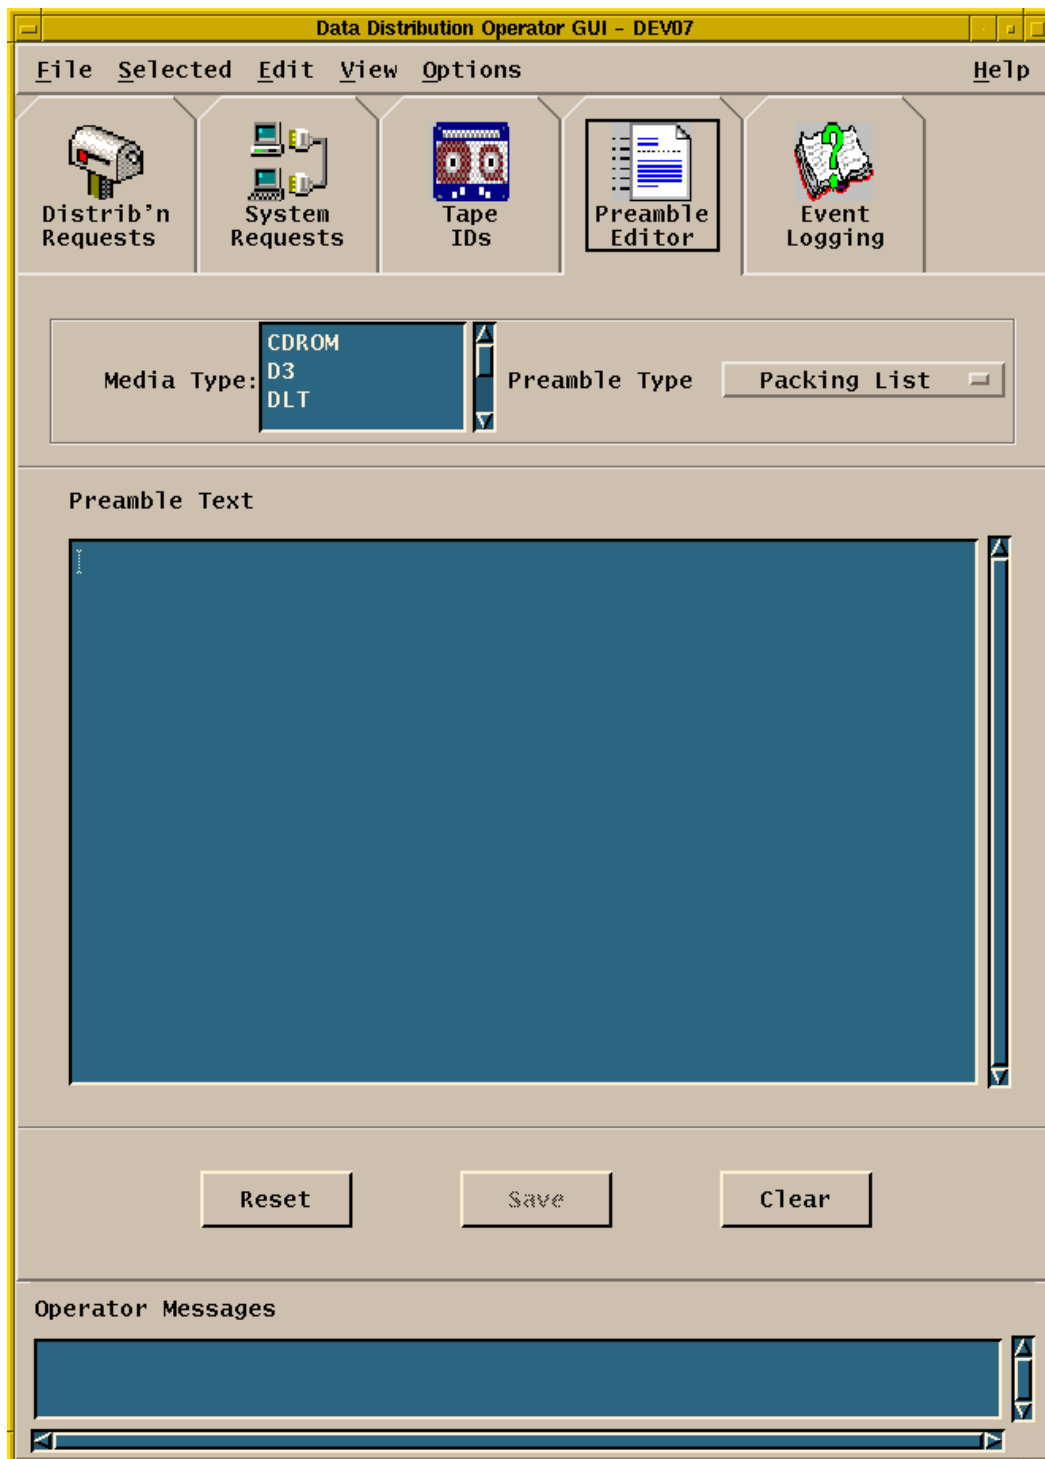 Data Distribution Operator GUI - DEV07
File Selected Edit View Options Help
Distrib'n
Requests
System
Requests
Tape
IDs
Preamble
Editor
Event
Logging
Media Type:
CDROM
D3
DLT
Preamble Type
Packing List
Preamble Text
Reset
Save
Clear
Operator Messages